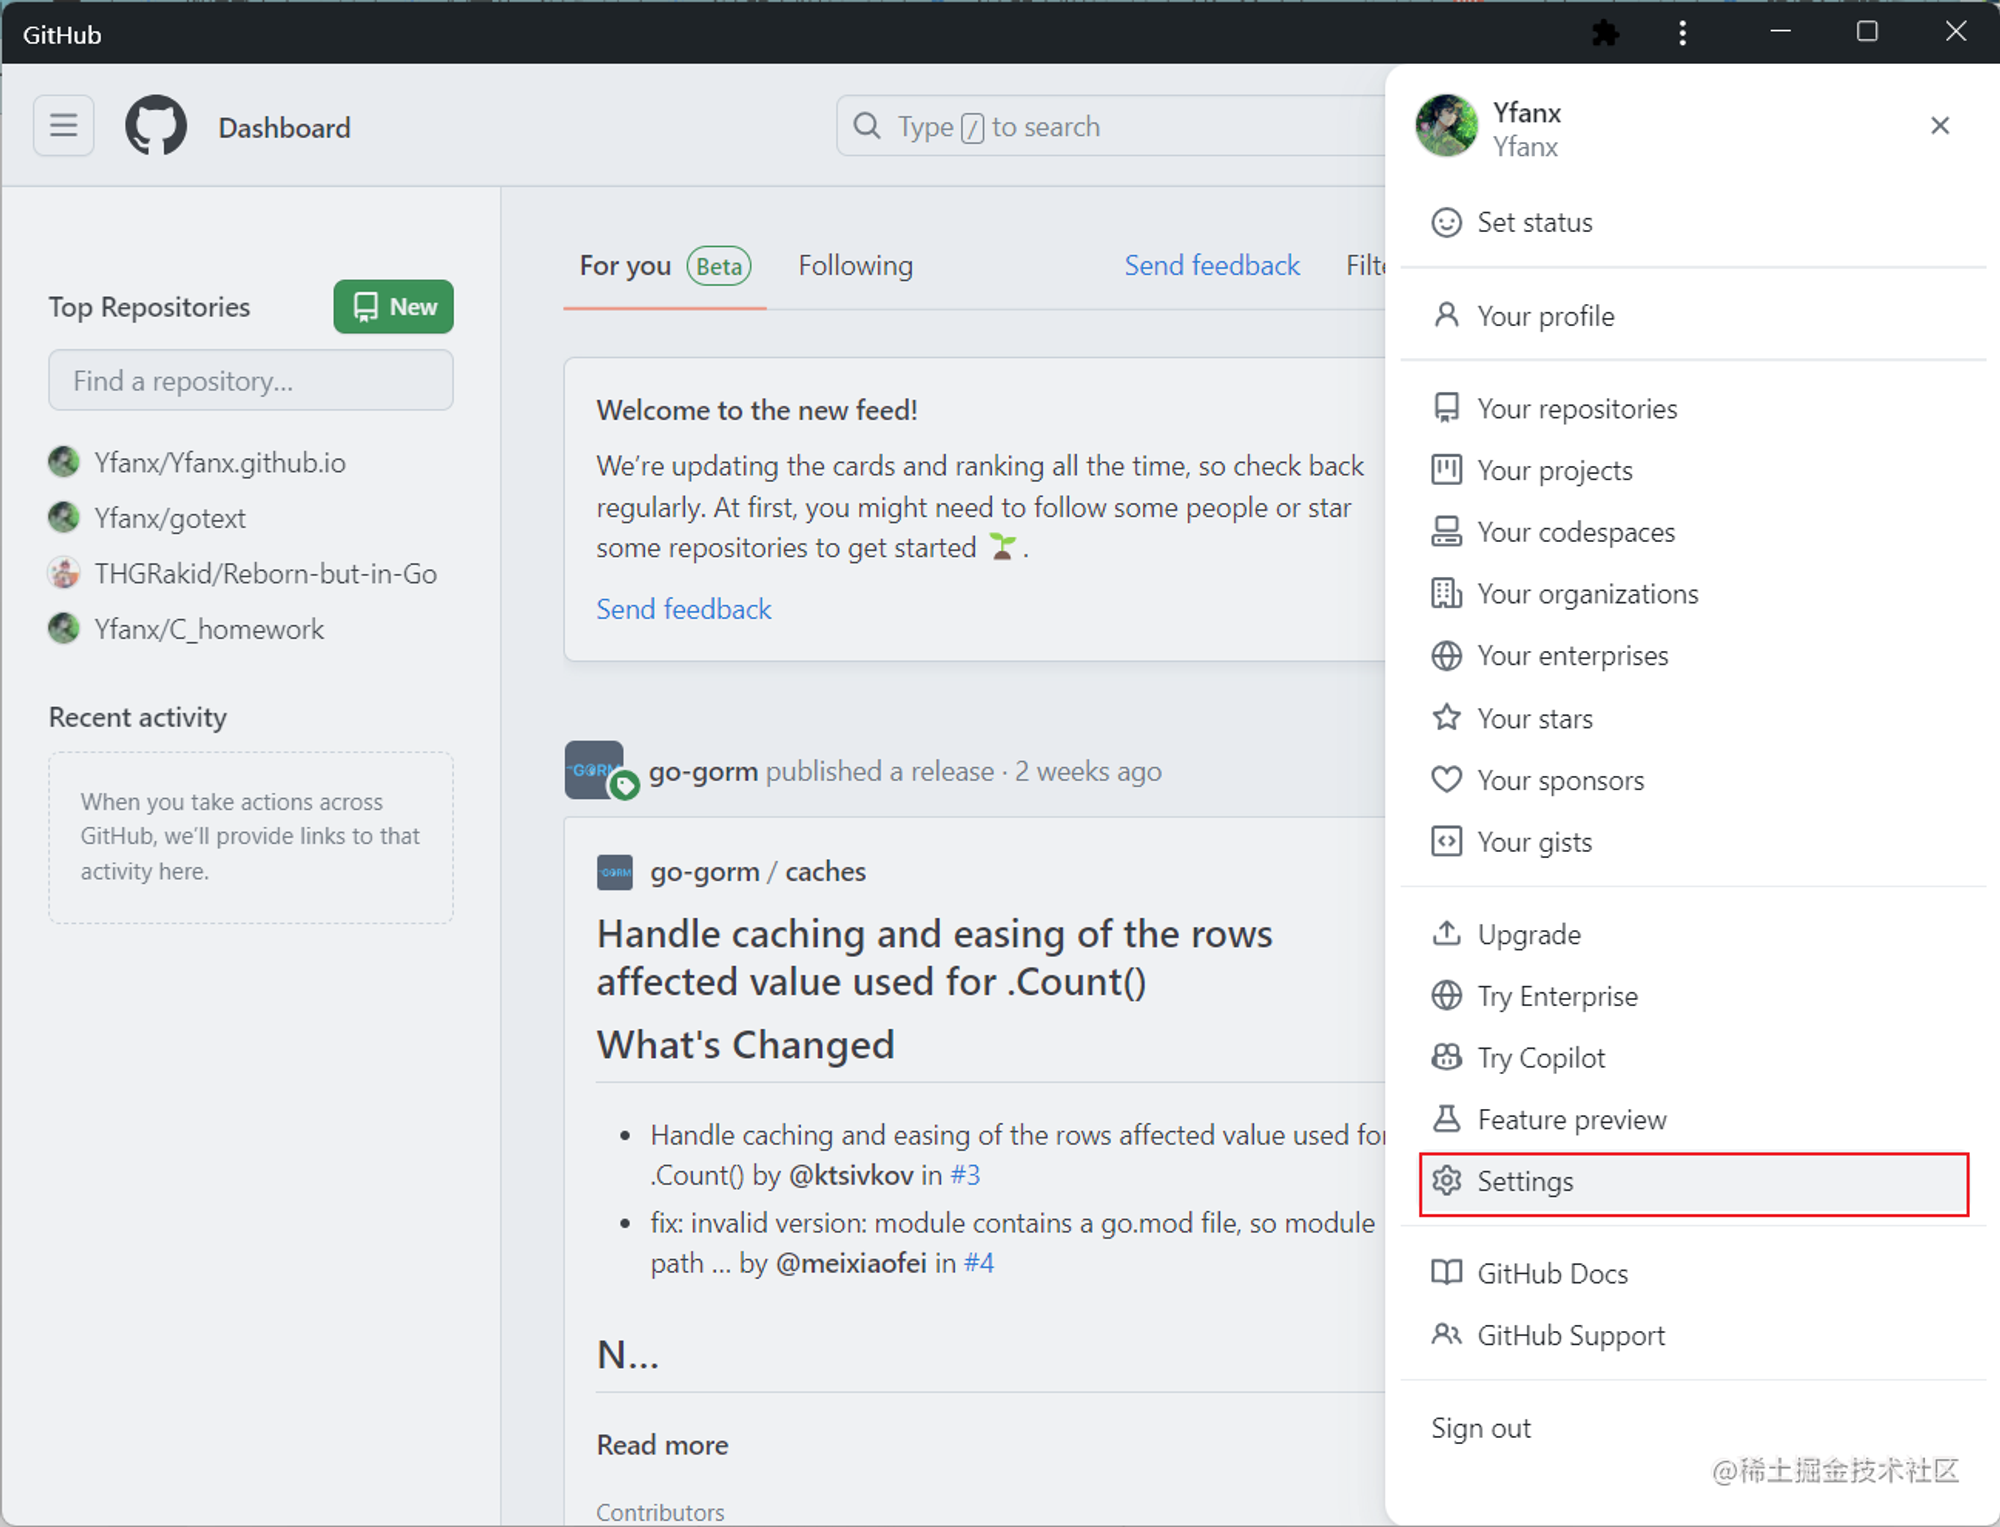 GitHub
Dashboard
Type / to search
Top Repositories
New
Find a repository...
Yfanx/Yfanx.github.io
Yfanx/gotext
THGRakid/Reborn-but-in-Go
Yfanx/C_homework
Recent activity
When you take actions across
GitHub, we’ll provide links to that
activity here.
For you Beta
Following
Send feedback
Filte
Welcome to the new feed!
We’re updating the cards and ranking all the time, so check back
regularly. At first, you might need to follow some people or star
some repositories to get started 🌱 .
Send feedback
GORM
go-gorm published a release · 2 weeks ago
GORM
go-gorm / caches
Handle caching and easing of the rows
affected value used for .Count()
What's Changed
• Handle caching and easing of the rows affected value used for
.Count() by @ktsivkov in #3
• fix: invalid version: module contains a go.mod file, so module
path ... by @meixiaofei in #4
N...
Read more
Contributors
Yfanx
Yfanx
Set status
Your profile
Your repositories
Your projects
Your codespaces
Your organizations
Your enterprises
Your stars
Your sponsors
Your gists
Upgrade
Try Enterprise
Try Copilot
Feature preview
Settings
GitHub Docs
GitHub Support
Sign out
@稀土掘金技术社区